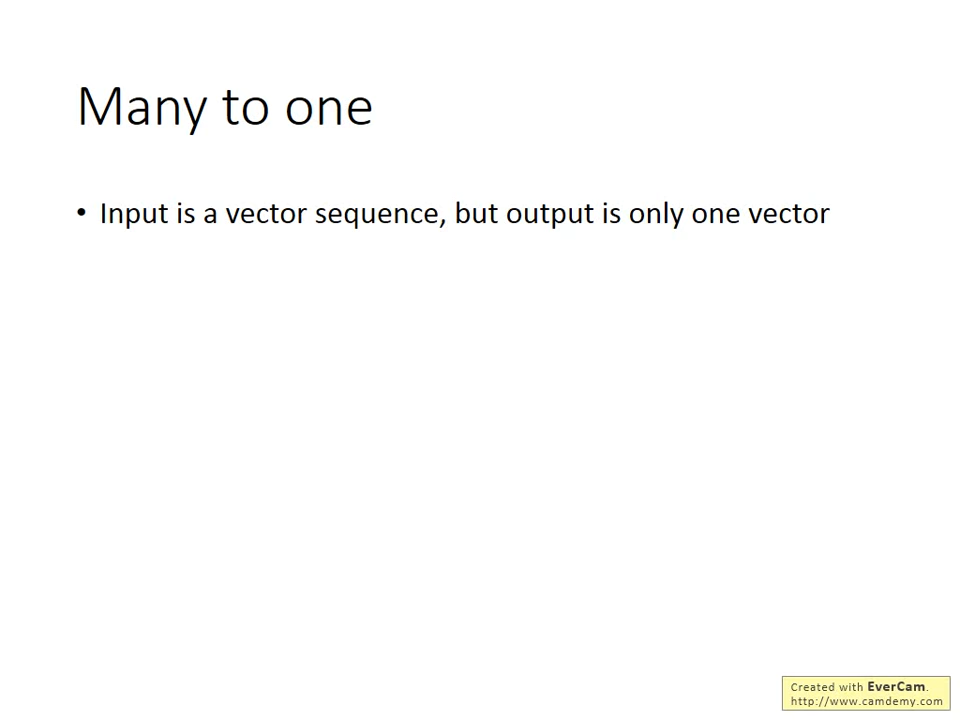 Many to one
• Input is a vector sequence, but output is only one vector
Created with EverCam.
http://www.camdemy.com